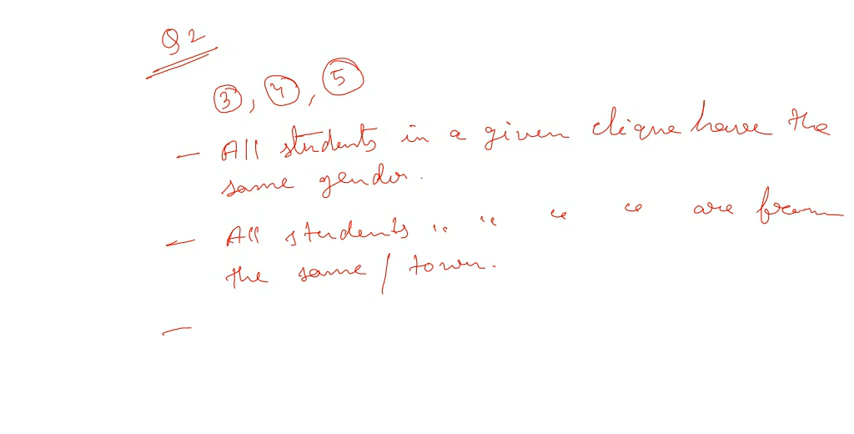 Q2
3, 4, 5
- All students in a given clique have the
same gender.
- All students " " " " are from
the same / town.
-